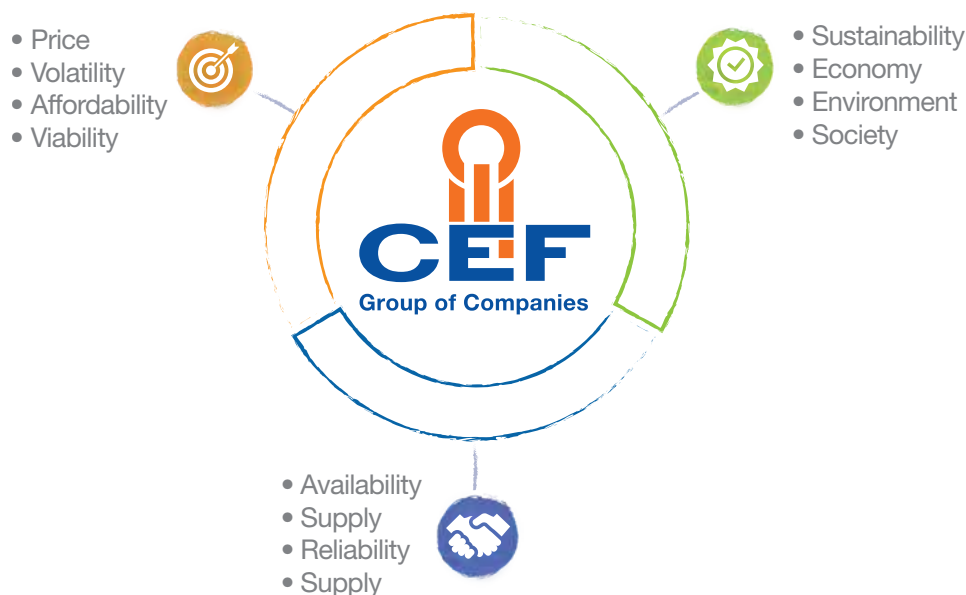 • Price
• Volatility
• Affordability
• Viability
• Sustainability
• Economy
• Environment
• Society
CEF
Group of Companies
• Availability
• Supply
• Reliability
• Supply